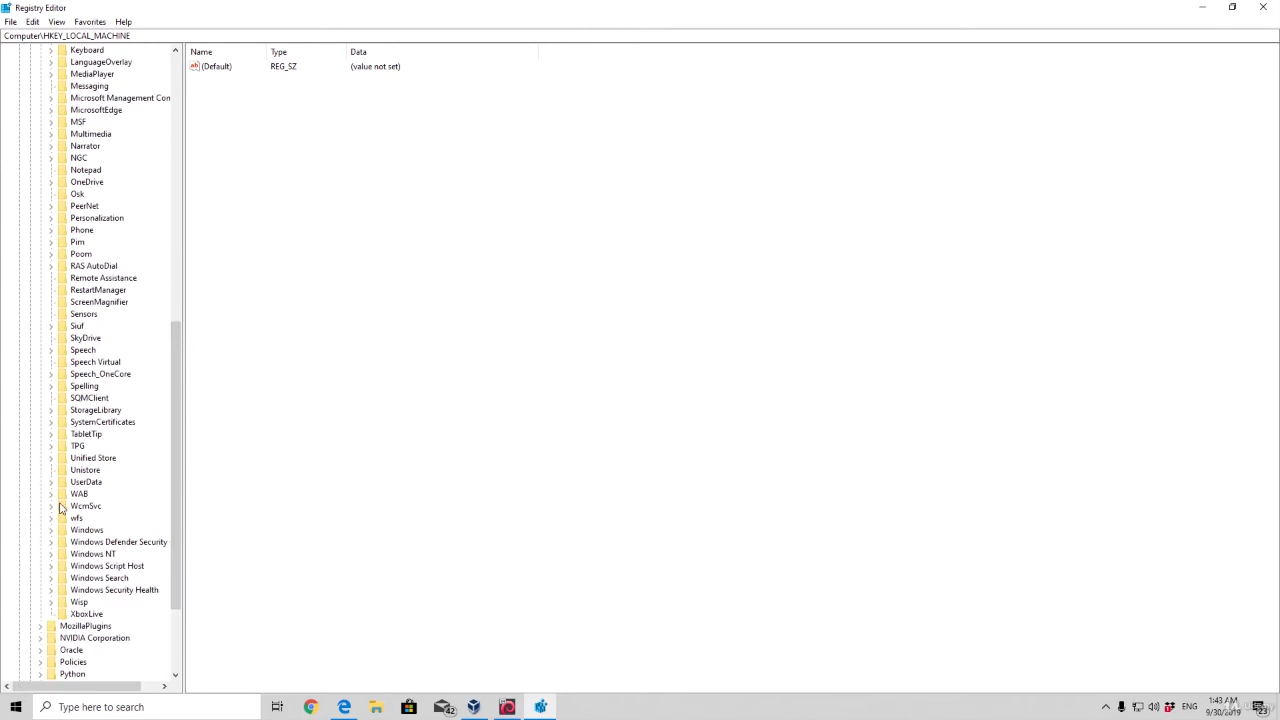 Registry Editor
File Edit View Favorites Help
Computer\HKEY_LOCAL_MACHINE
Keyboard
LanguageOverlay
MediaPlayer
Messaging
Microsoft Management Con
MicrosoftEdge
MSF
Multimedia
Narrator
NGC
Notepad
OneDrive
Osk
PeerNet
Personalization
Phone
Pim
Poom
RAS AutoDial
Remote Assistance
RestartManager
ScreenMagnifier
Sensors
Siuf
SkyDrive
Speech
Speech Virtual
Speech_OneCore
Spelling
SQMClient
StorageLibrary
SystemCertificates
TabletTip
TPG
Unified Store
Unistore
UserData
WAB
WcmSvc
wfs
Windows
Windows Defender Security
Windows NT
Windows Script Host
Windows Search
Windows Security Health
Wisp
XboxLive
MozillaPlugins
NVIDIA Corporation
Oracle
Policies
Python
Name Type Data
ab (Default) REG_SZ (value not set)
Type here to search
42
ENG
1:43 AM
9/30/2019
23